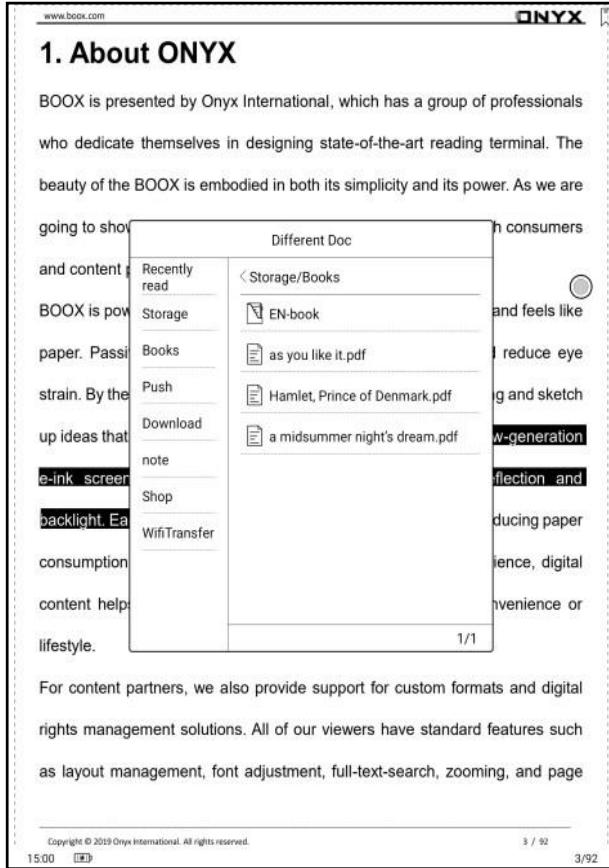 www.boox.com
ONYX
1. About ONYX
BOOX is presented by Onyx International, which has a group of professionals
who dedicate themselves in designing state-of-the-art reading terminal. The
beauty of the BOOX is embodied in both its simplicity and its power. As we are
going to show h consumers
and content
BOOX is pow and feels like
paper. Passi reduce eye
strain. By the g and sketch
up ideas that w-generation
e-ink screen eflection and
backlight. Ea ducing paper
consumption ience, digital
content help nvenience or
lifestyle.
Different Doc
Recently
read
Storage
Books
Push
Download
note
Shop
WifiTransfer
Storage/Books
EN-book
as you like it.pdf
Hamlet, Prince of Denmark.pdf
a midsummer night's dream.pdf
1/1
For content partners, we also provide support for custom formats and digital
rights management solutions. All of our viewers have standard features such
as layout management, font adjustment, full-text-search, zooming, and page
Copyright © 2019 Onyx International. All rights reserved.
3 / 92
15:00
3/92